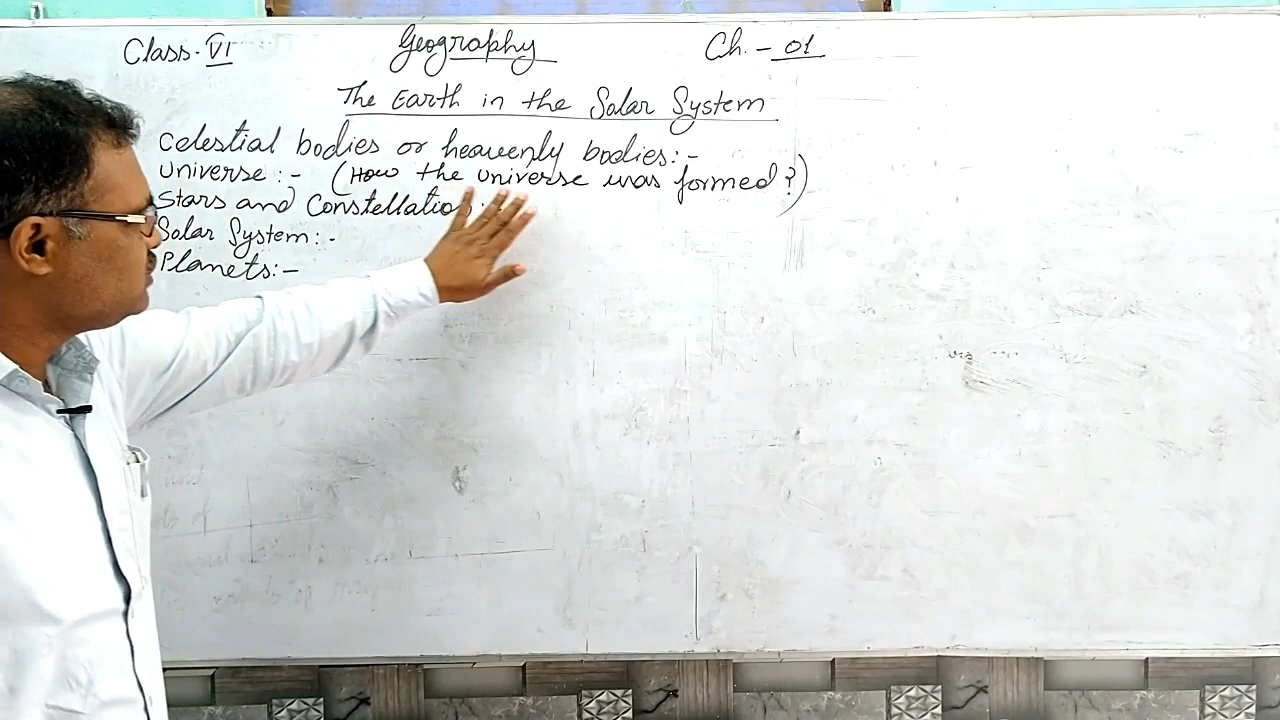 Class- VI Geography Ch. - 01
The Earth in the Solar System
Celestial bodies or heavenly bodies:-
Universe :- (How the universe was formed?)
Stars and Constellation :-
Solar System:-
Planets:-